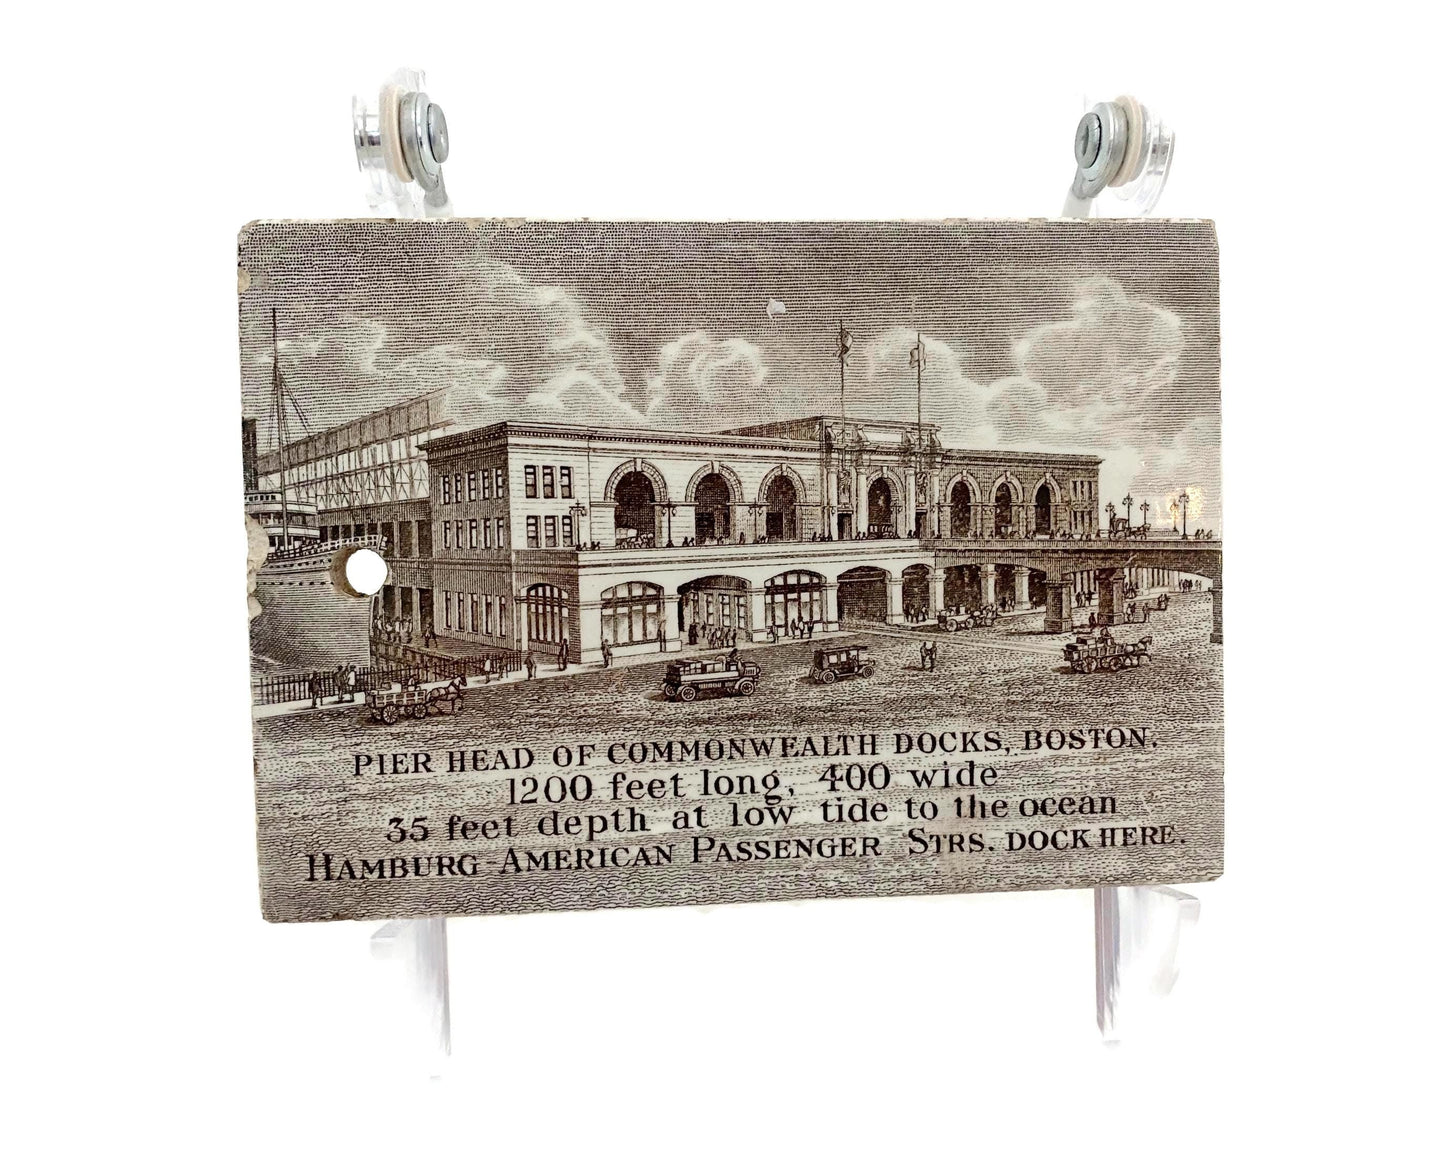 PIER HEAD OF COMMONWEALTH DOCKS, BOSTON.
1200 feet long, 400 wide
35 feet depth at low tide to the ocean
HAMBURG-AMERICAN PASSENGER STRS. DOCK HERE.